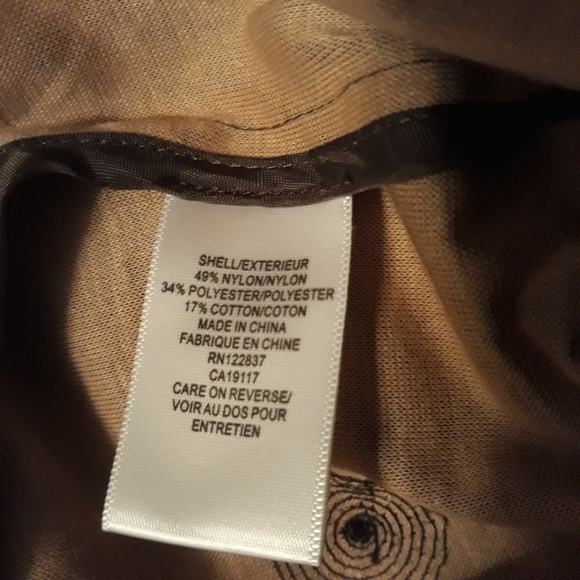 SHELL/EXTERIEUR
49% NYLON/NYLON
34% POLYESTER/POLYESTER
17% COTTON/COTON
MADE IN CHINA
FABRIQUE EN CHINE
RN122837
CA19117
CARE ON REVERSE/
VOIR AU DOS POUR
ENTRETIEN